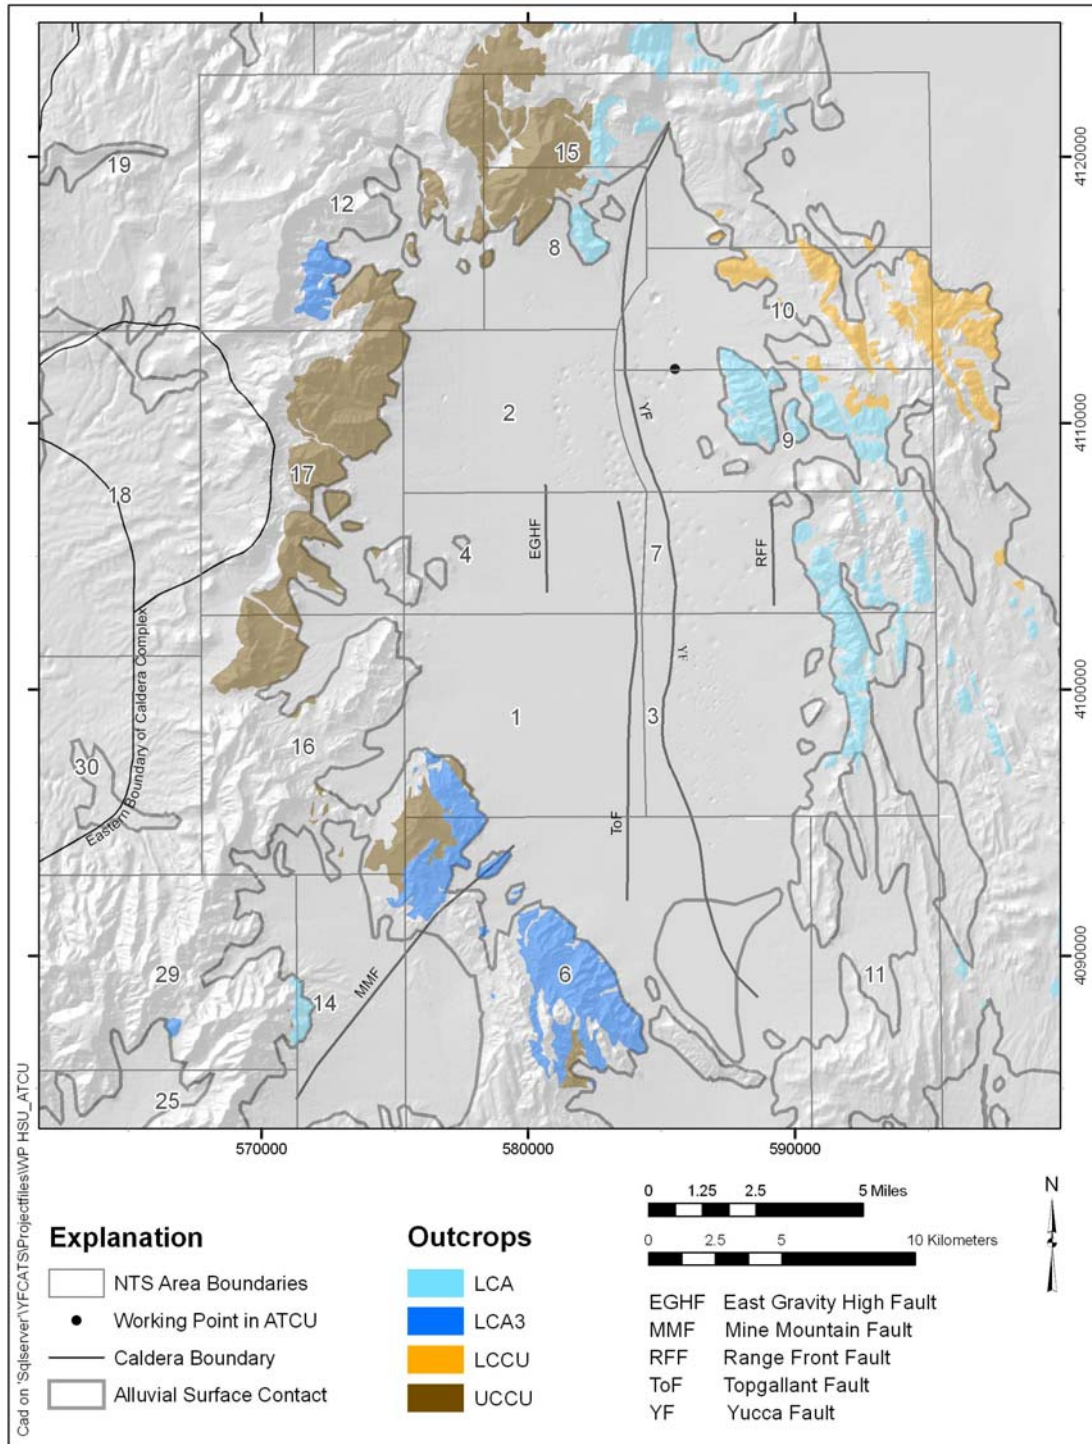 19
15
4120000
12
8
10
2
YF
4110000
9
18
17
EGHF
4
7
RFF
Eastern Boundary of Caldera Complex
YF
1
3
4100000
16
30
ToF
29
14
MMF
6
11
4090000
25
570000 580000 590000
Cad on 'Sqlserver'\YFCATS\Projectfiles\WP HSU_ATCU
Explanation
NTS Area Boundaries
Working Point in ATCU
Caldera Boundary
Alluvial Surface Contact
Outcrops
LCA
LCA3
LCCU
UCCU
0 1.25 2.5 5 Miles
0 2.5 5 10 Kilometers
N
EGHF East Gravity High Fault
MMF Mine Mountain Fault
RFF Range Front Fault
ToF Topgallant Fault
YF Yucca Fault